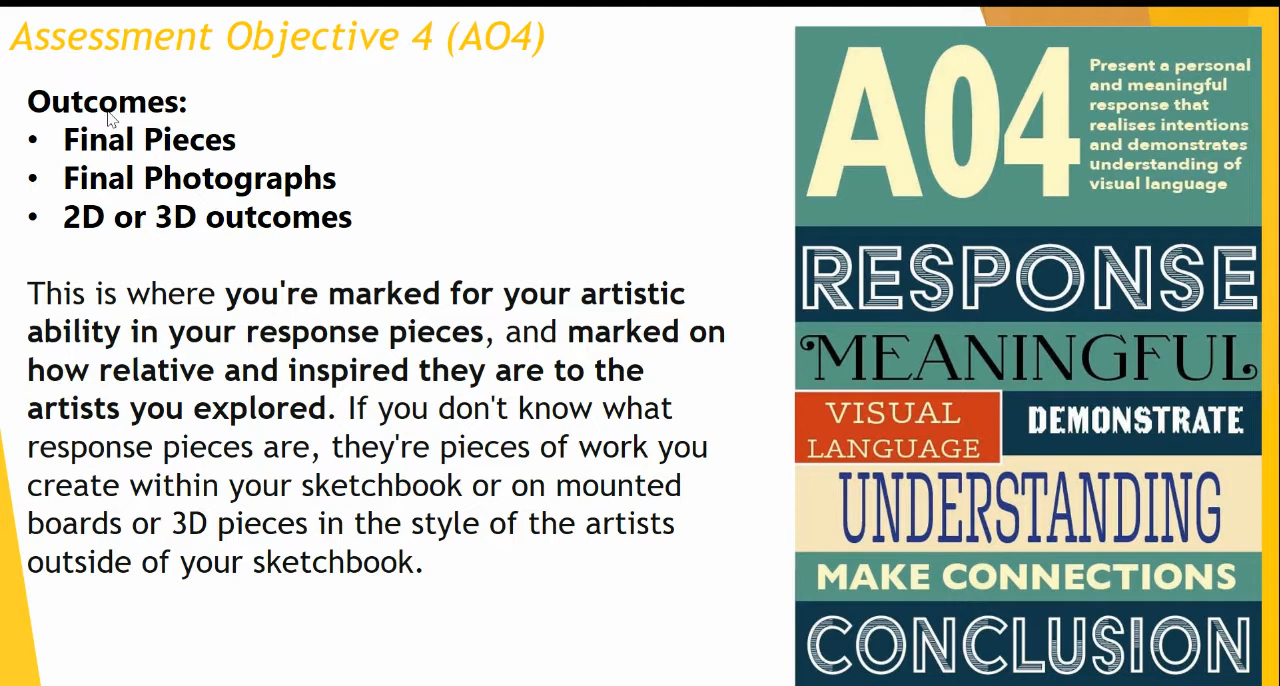 Assessment Objective 4 (AO4)
Outcomes:
• Final Pieces
• Final Photographs
• 2D or 3D outcomes
This is where you're marked for your artistic
ability in your response pieces, and marked on
how relative and inspired they are to the
artists you explored. If you don't know what
response pieces are, they're pieces of work you
create within your sketchbook or on mounted
boards or 3D pieces in the style of the artists
outside of your sketchbook.
A04
Present a personal
and meaningful
response that
realises intentions
and demonstrates
understanding of
visual language
RESPONSE
MEANINGFUL
VISUAL
LANGUAGE
DEMONSTRATE
UNDERSTANDING
MAKE CONNECTIONS
CONCLUSION